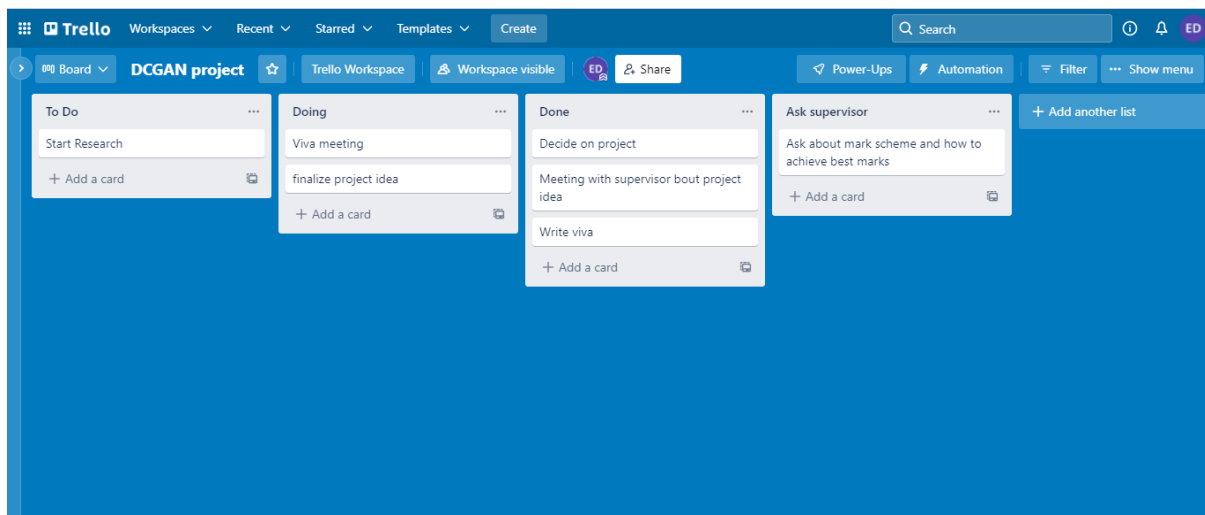 Trello Workspaces Recent Starred Templates Create Search ED
Board DCGAN project Trello Workspace Workspace visible ED Share Power-Ups Automation Filter ... Show menu
To Do ...
Start Research
+ Add a card
Doing ...
Viva meeting
finalize project idea
+ Add a card
Done ...
Decide on project
Meeting with supervisor bout project
idea
Write viva
+ Add a card
Ask supervisor ...
Ask about mark scheme and how to
achieve best marks
+ Add a card
+ Add another list